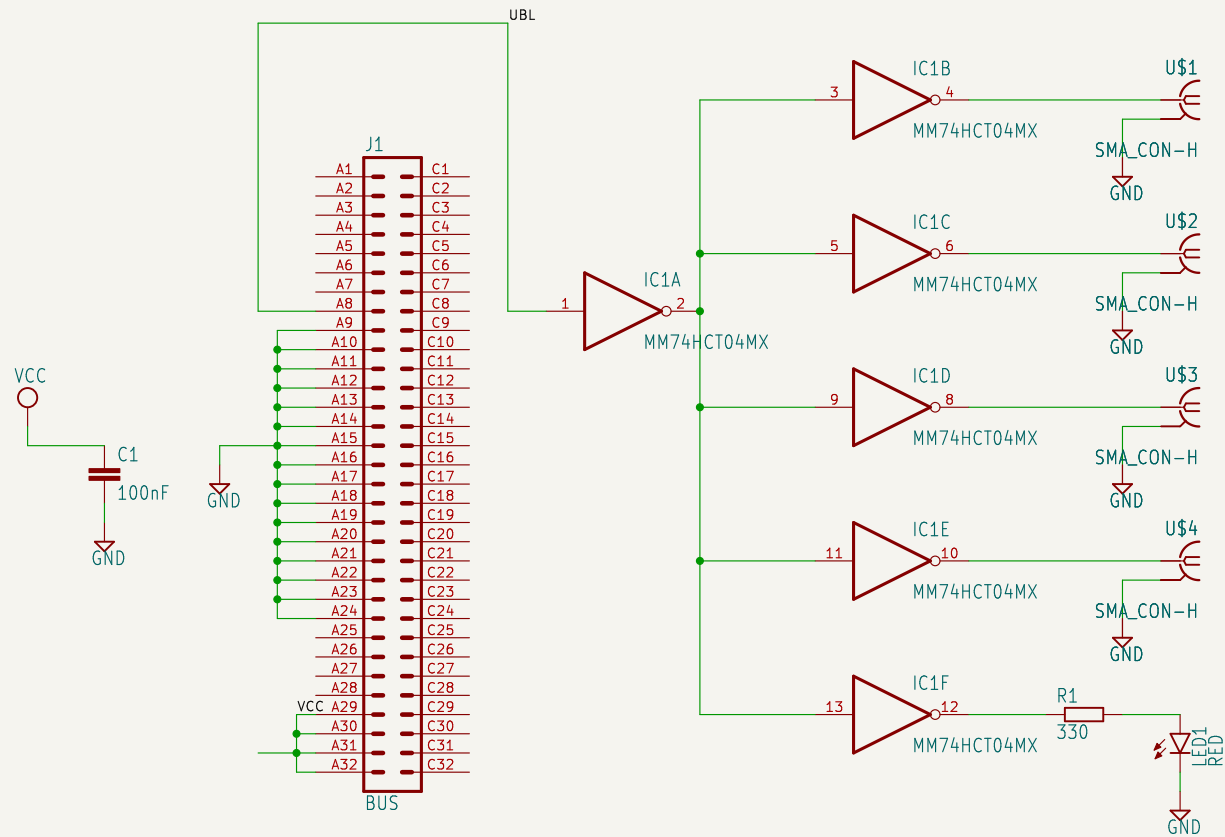 UBL
J1
A1 C1
A2 C2
A3 C3
A4 C4
A5 C5
A6 C6
A7 C7
A8 C8
A9 C9
A10 C10
A11 C11
A12 C12
A13 C13
A14 C14
A15 C15
A16 C16
A17 C17
A18 C18
A19 C19
A20 C20
A21 C21
A22 C22
A23 C23
A24 C24
A25 C25
A26 C26
A27 C27
A28 C28
VCC A29 C29
A30 C30
A31 C31
A32 C32
BUS
VCC
C1
100nF
GND
GND
IC1A
1 2
MM74HCT04MX
IC1B
3 4
MM74HCT04MX
U$1
SMA_CON-H
GND
IC1C
5 6
MM74HCT04MX
U$2
SMA_CON-H
GND
IC1D
9 8
MM74HCT04MX
U$3
SMA_CON-H
GND
IC1E
11 10
MM74HCT04MX
U$4
SMA_CON-H
GND
IC1F
13 12
MM74HCT04MX
R1
330
LED1
RED
GND